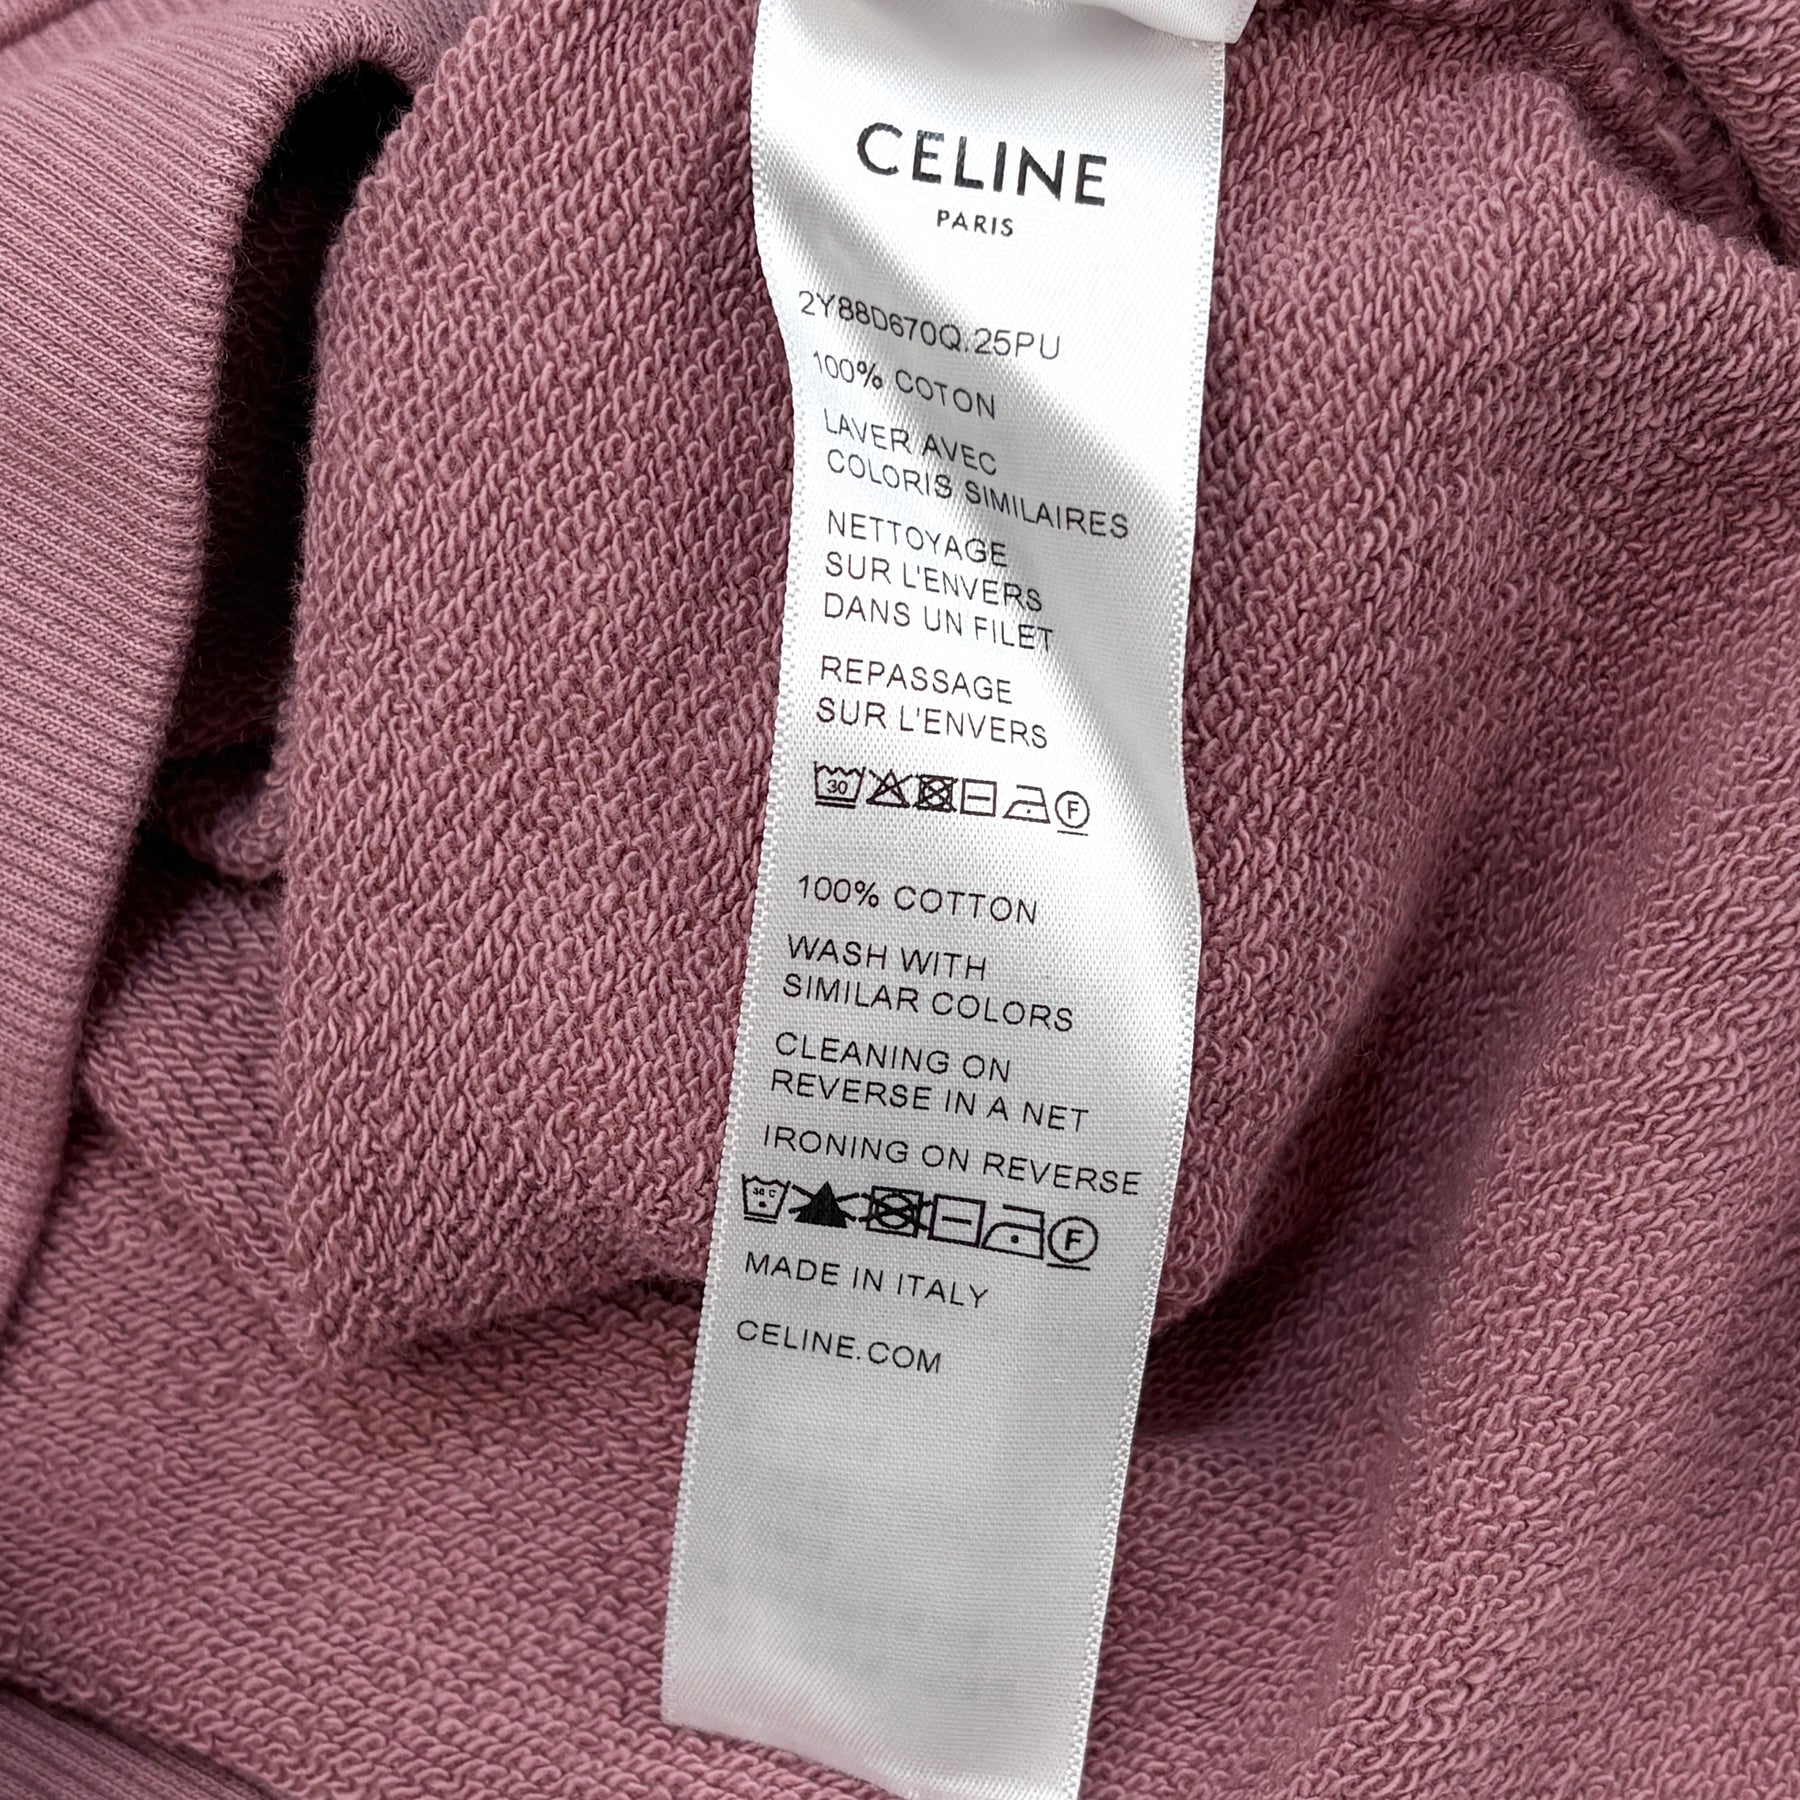 CELINE
PARIS
2Y88D670Q.25PU
100% COTON
LAVER AVEC
COLORIS SIMILAIRES
NETTOYAGE
SUR L'ENVERS
DANS UN FILET
REPASSAGE
SUR L'ENVERS
30 F
100% COTTON
WASH WITH
SIMILAR COLORS
CLEANING ON
REVERSE IN A NET
IRONING ON REVERSE
F
MADE IN ITALY
CELINE.COM